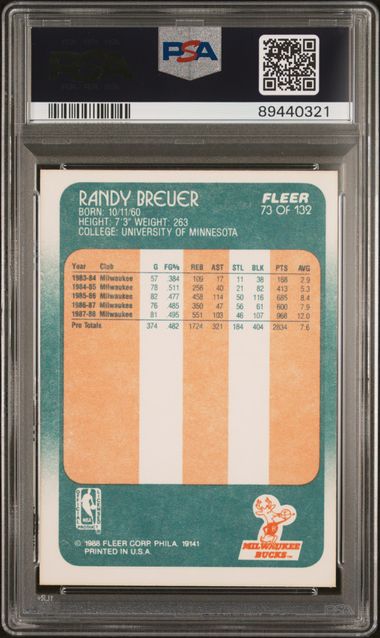 PSA
89440321
RANDY BREUER
BORN: 10/11/60
HEIGHT: 7'3" WEIGHT: 263
COLLEGE: UNIVERSITY OF MINNESOTA
FLEER
73 OF 132
Year Club G FG% REB AST STL BLK PTS AVG
1983-84 Milwaukee 57 .384 109 17 11 38 168 2.9
1984-85 Milwaukee 78 .511 256 40 21 82 413 5.3
1985-86 Milwaukee 82 .477 458 114 50 116 685 8.4
1986-87 Milwaukee 76 .485 350 47 56 61 600 7.9
1987-88 Milwaukee 81 .495 551 103 46 107 968 12.0
Pro Totals 374 .482 1724 321 184 404 2834 7.6
NBA
© 1988 FLEER CORP. PHILA. 19141
PRINTED IN U.S.A.
MILWAUKEE
BUCKS